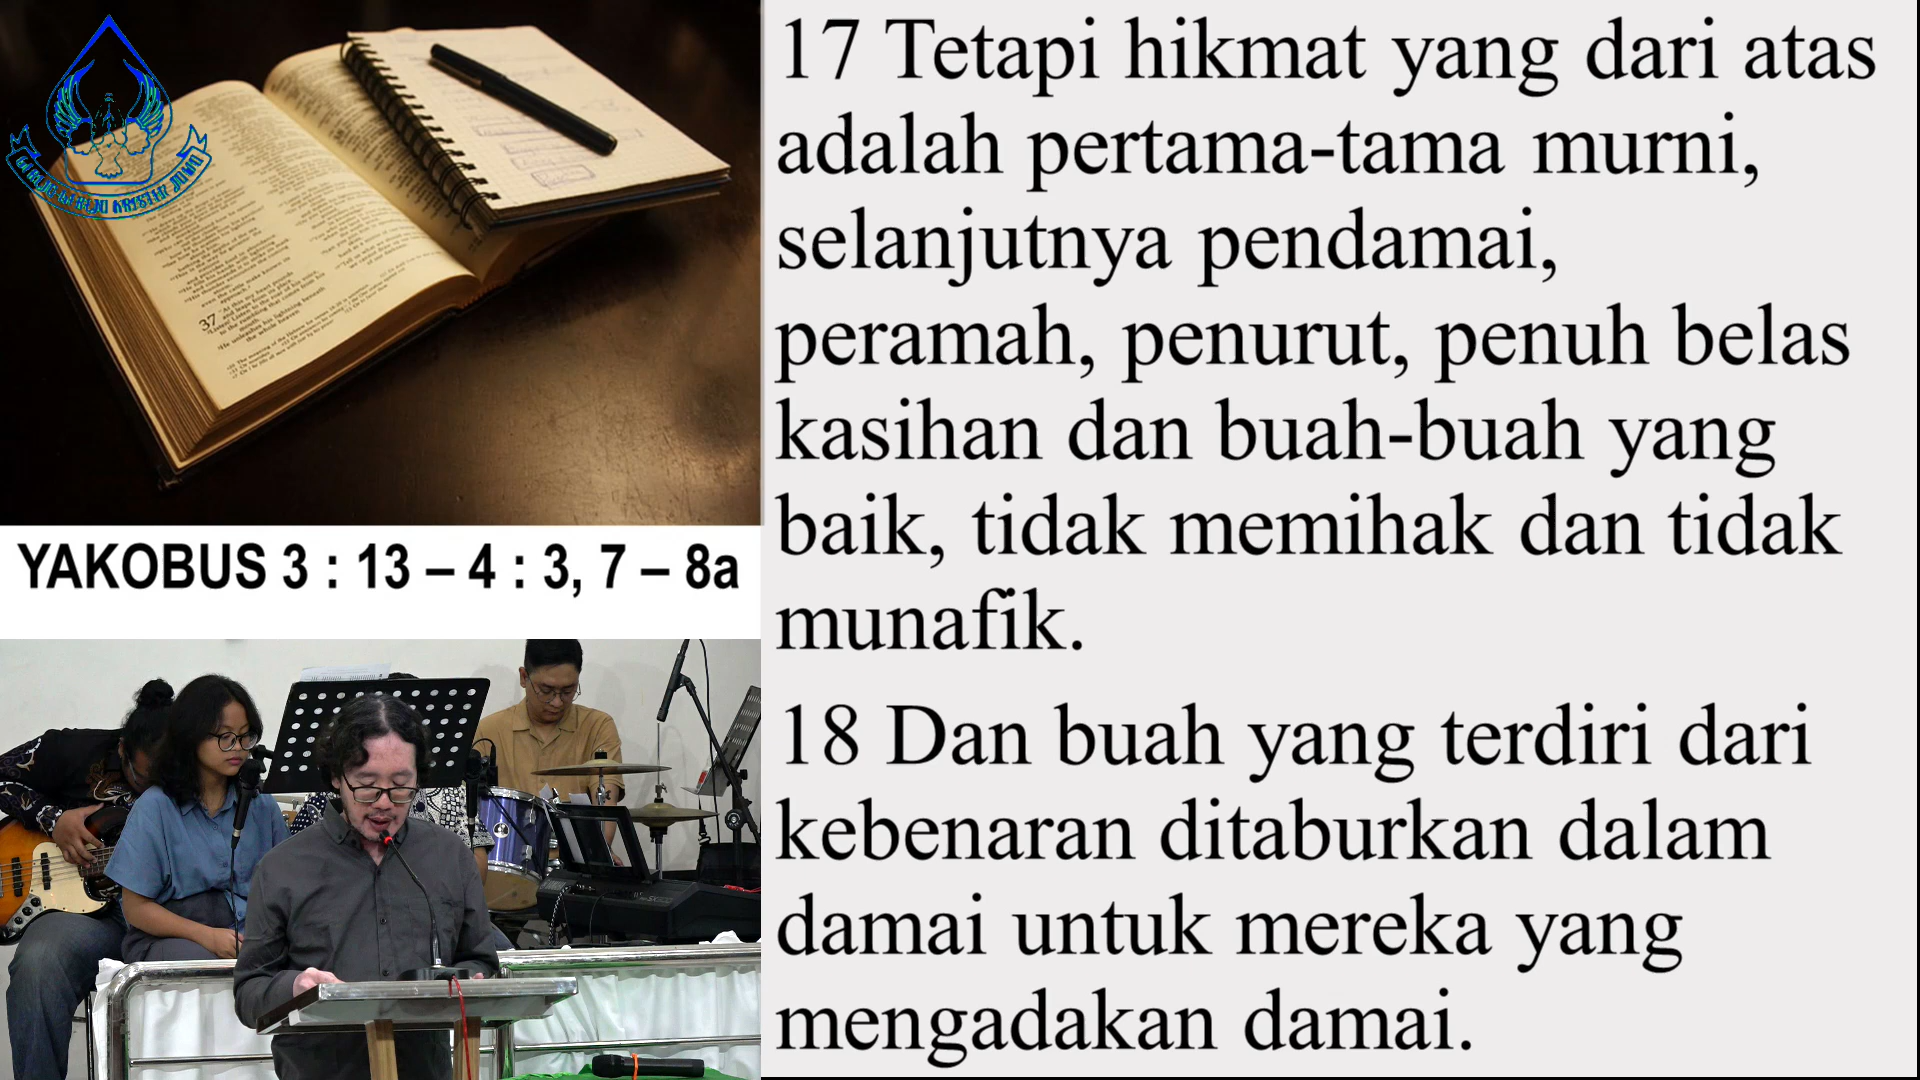 17 Tetapi hikmat yang dari atas
adalah pertama-tama murni,
selanjutnya pendamai,
peramah, penurut, penuh belas
kasihan dan buah-buah yang
baik, tidak memihak dan tidak
munafik.
18 Dan buah yang terdiri dari
kebenaran ditaburkan dalam
damai untuk mereka yang
mengadakan damai.
YAKOBUS 3 : 13 – 4 : 3, 7 – 8a
37